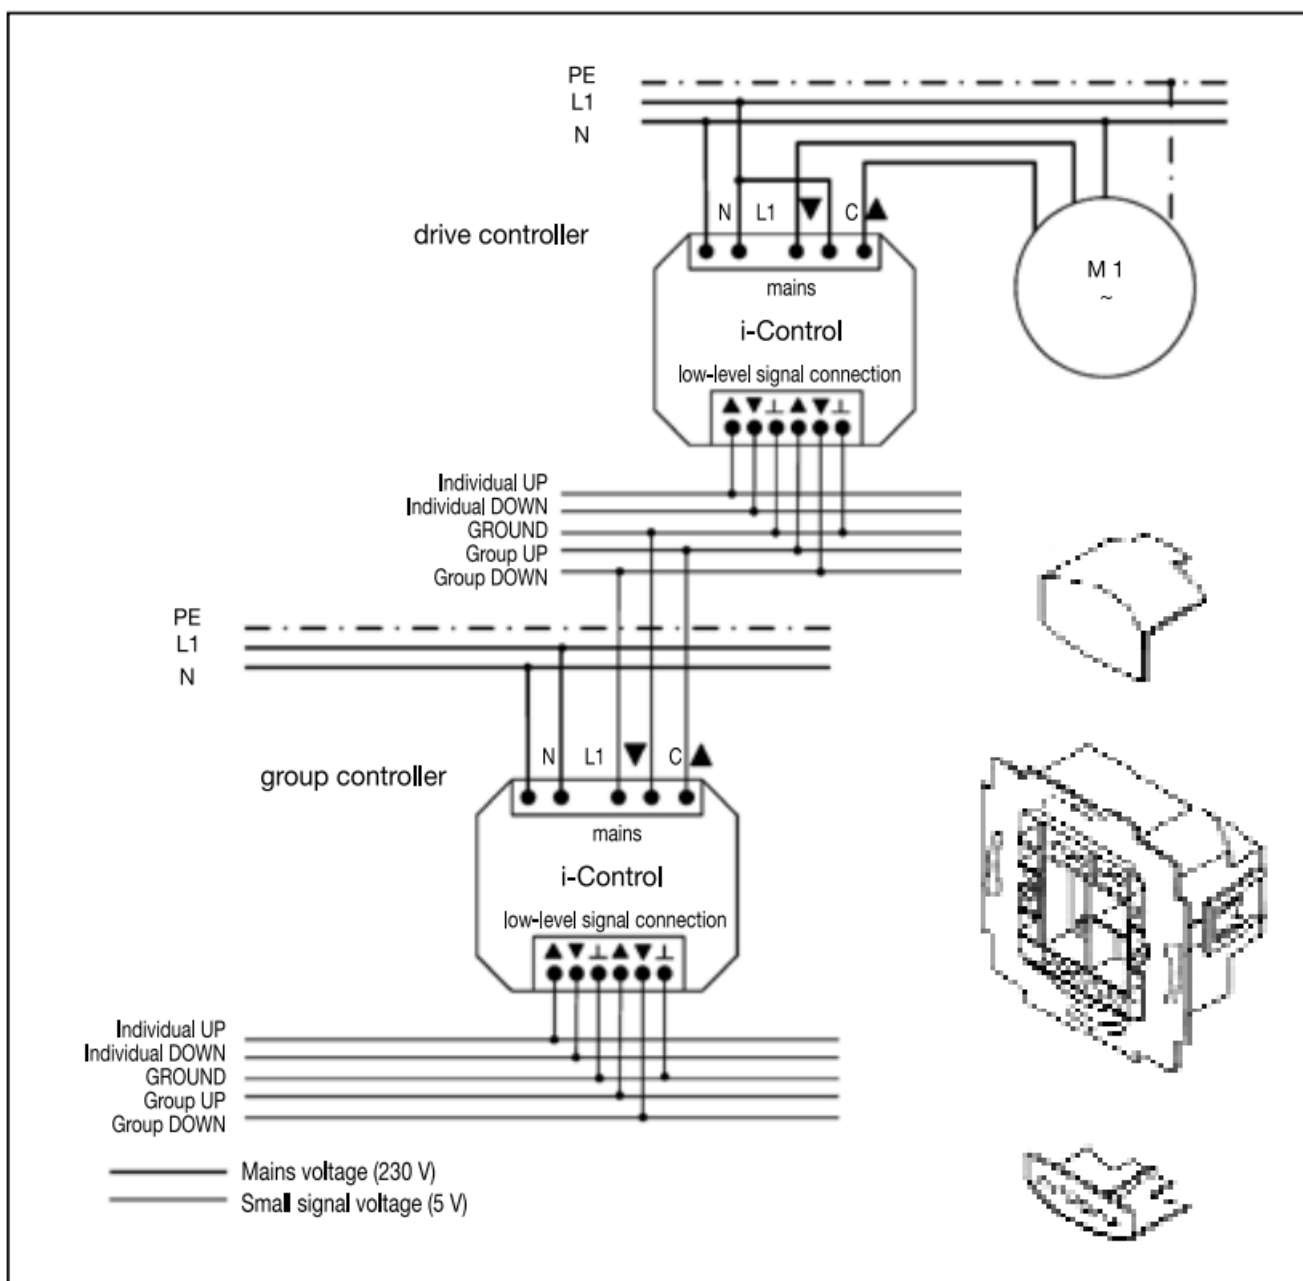 PE
L1
N
N L1 ▼ C ▲
drive controller
mains
M 1
~
i-Control
low-level signal connection
▲ ▼ ⊥ ▲ ▼ ⊥
Individual UP
Individual DOWN
GROUND
Group UP
Group DOWN
PE
L1
N
N L1 ▼ C ▲
group controller
mains
i-Control
low-level signal connection
▲ ▼ ⊥ ▲ ▼ ⊥
Individual UP
Individual DOWN
GROUND
Group UP
Group DOWN
Mains voltage (230 V)
Small signal voltage (5 V)